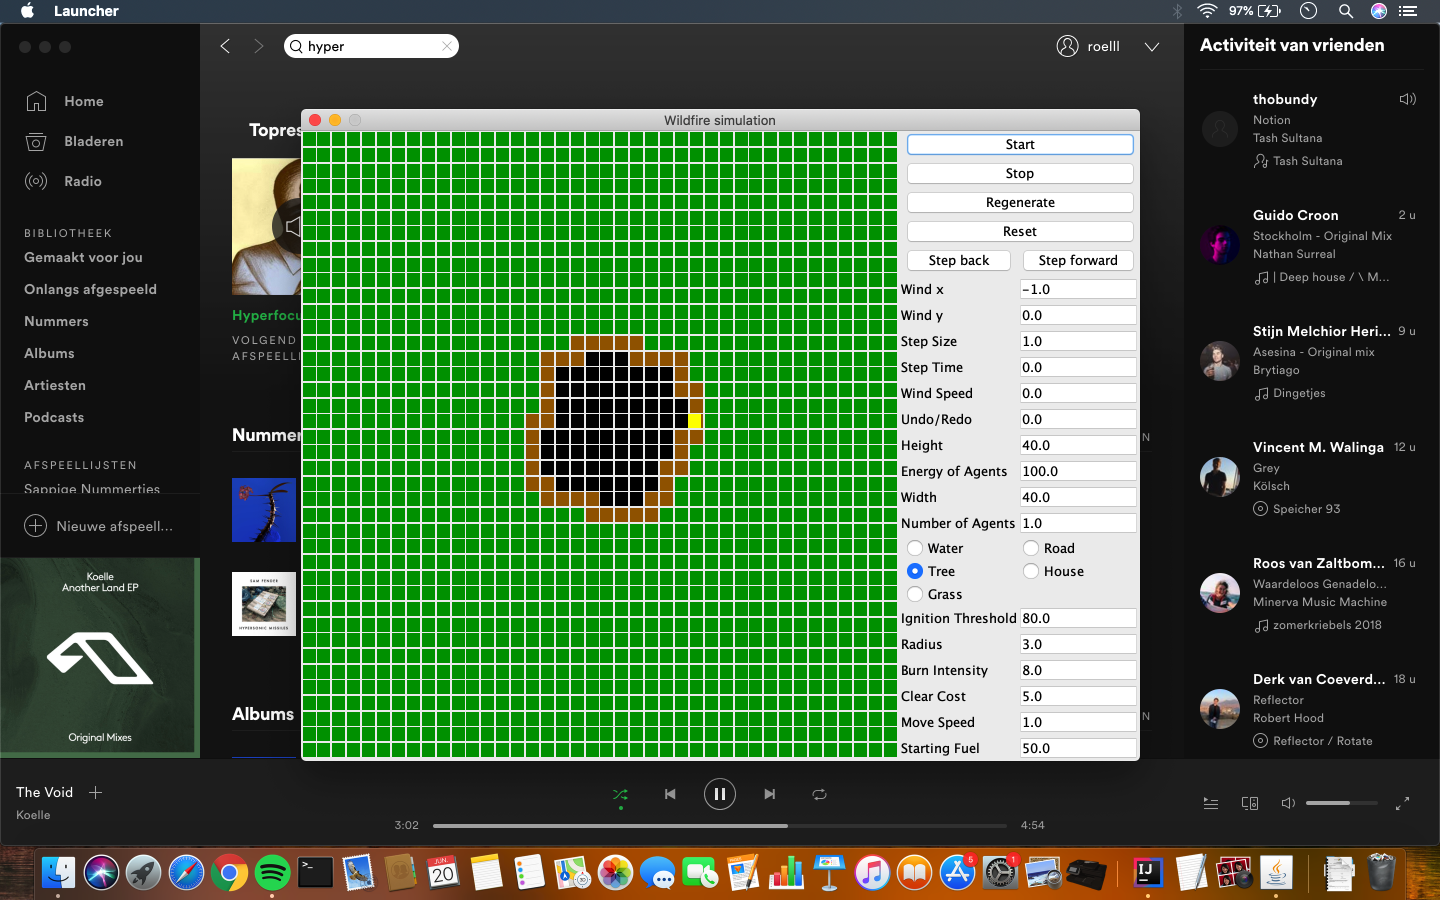 Launcher
97%
hyper
roelll
Activiteit van vrienden
Home
Bladeren
Radio
BIBLIOTHEEK
Gemaakt voor jou
Onlangs afgespeeld
Nummers
Albums
Artiesten
Podcasts
AFSPEELLIJSTEN
Sappige Nummerties
Nieuwe afspeell...
Koelle
Another Land EP
Original Mixes
Topres
Hyperfocu
VOLGEND
AFSPEELLI
Nummer
SAM FENDER
HYPERSONIC MISSILES
Albums
N
N
Wildfire simulation
Start
Stop
Regenerate
Reset
Step back
Step forward
Wind x
-1.0
Wind y
0.0
Step Size
1.0
Step Time
0.0
Wind Speed
0.0
Undo/Redo
0.0
Height
40.0
Energy of Agents
100.0
Width
40.0
Number of Agents
1.0
Water
Road
Tree
House
Grass
Ignition Threshold
80.0
Radius
3.0
Burn Intensity
8.0
Clear Cost
5.0
Move Speed
1.0
Starting Fuel
50.0
thobundy
Notion
Tash Sultana
Tash Sultana
Guido Croon
2 u
Stockholm - Original Mix
Nathan Surreal
| Deep house / \ M...
Stijn Melchior Heri...
9 u
Asesina - Original mix
Brytiago
Dingetjes
Vincent M. Walinga
12 u
Grey
Kölsch
Speicher 93
Roos van Zaltbom...
16 u
Waardeloos Genadelo...
Minerva Music Machine
zomerkriebels 2018
Derk van Coeverd...
18 u
Reflector
Robert Hood
Reflector / Rotate
The Void
Koelle
3:02
4:54
JUN.
20
5
1
IJ